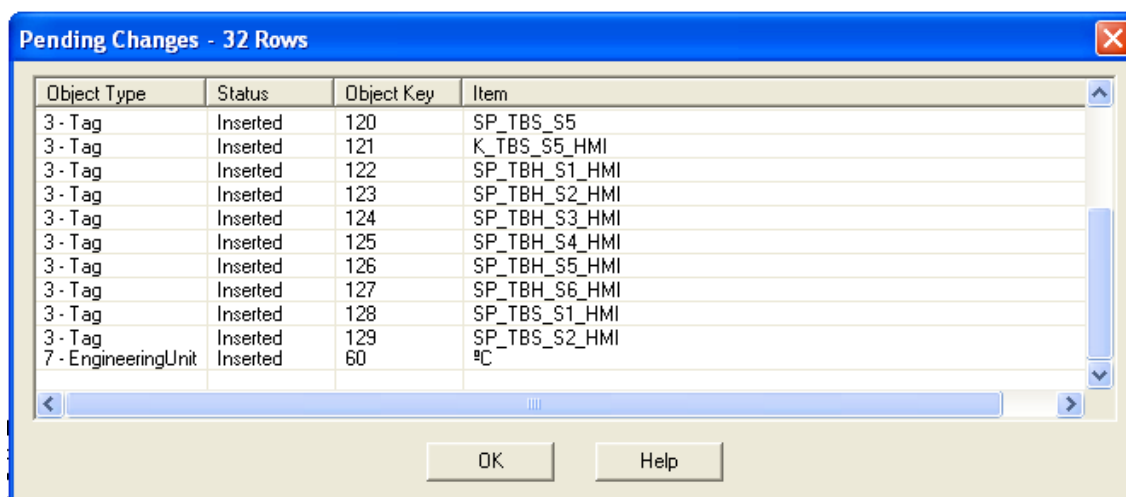 Pending Changes - 32 Rows
Object Type Status Object Key Item
3 - Tag Inserted 120 SP_TBS_S5
3 - Tag Inserted 121 K_TBS_S5_HMI
3 - Tag Inserted 122 SP_TBH_S1_HMI
3 - Tag Inserted 123 SP_TBH_S2_HMI
3 - Tag Inserted 124 SP_TBH_S3_HMI
3 - Tag Inserted 125 SP_TBH_S4_HMI
3 - Tag Inserted 126 SP_TBH_S5_HMI
3 - Tag Inserted 127 SP_TBH_S6_HMI
3 - Tag Inserted 128 SP_TBS_S1_HMI
3 - Tag Inserted 129 SP_TBS_S2_HMI
7 - EngineeringUnit Inserted 60 ºC
OK Help